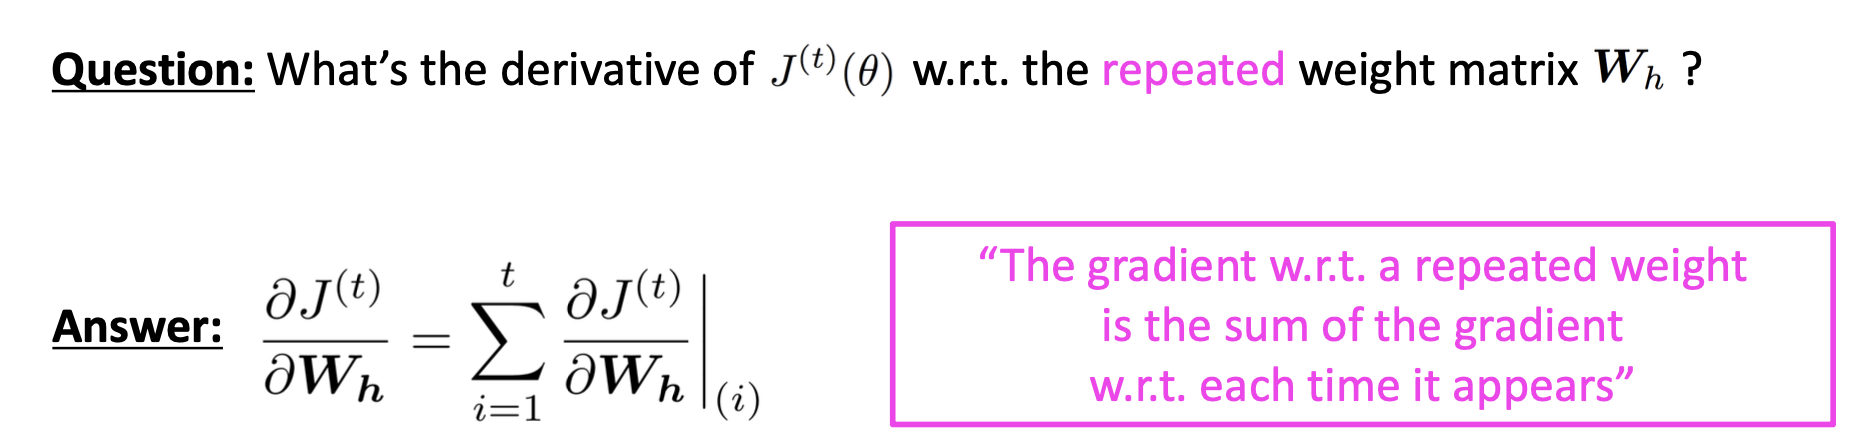 Question: What's the derivative of $J^{(t)}(\theta)$ w.r.t. the repeated weight matrix $\boldsymbol{W}_h$ ?
Answer: $\frac{\partial J^{(t)}}{\partial \boldsymbol{W_h}} = \sum_{i=1}^{t} \left.\frac{\partial J^{(t)}}{\partial \boldsymbol{W_h}}\right|_{(i)}$
“The gradient w.r.t. a repeated weight
is the sum of the gradient
w.r.t. each time it appears”